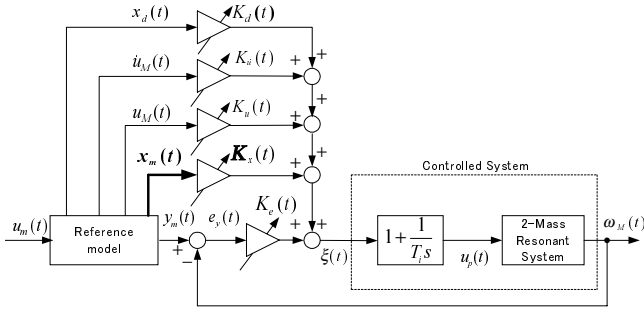 x_d(t)
K_d(t)
u̇_M(t)
K_u̇(t)
u_M(t)
K_u(t)
x_m(t)
K_x(t)
Controlled System
u_m(t)
Reference
model
y_m(t)
e_y(t)
K_e(t)
ξ(t)
1+ 1/(T_i s)
u_p(t)
2-Mass
Resonant
System
ω_M(t)
+ + + + + + + + + −